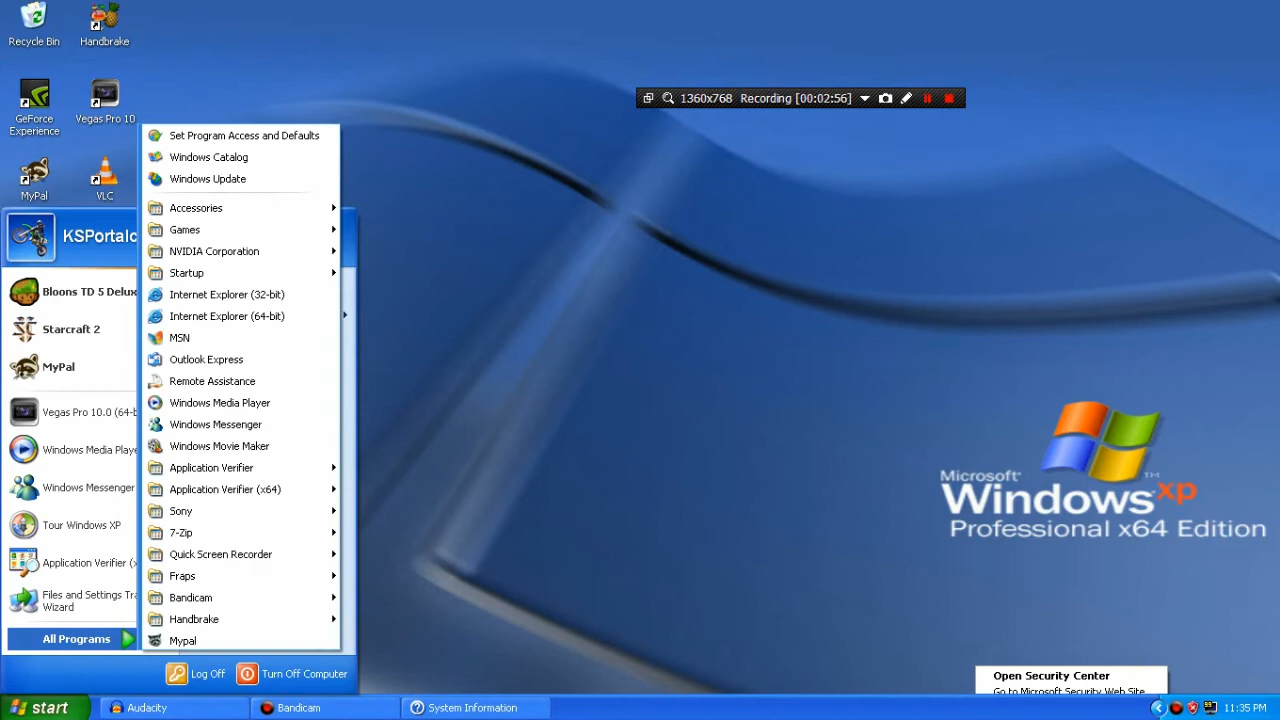 Recycle Bin
Handbrake
GeForce
Experience
Vegas Pro 10
MyPal
VLC
1360x768 Recording [00:02:56]
KSPortalc
Bloons TD 5 Delux
Starcraft 2
MyPal
Vegas Pro 10.0 (64-b
Windows Media Playe
Windows Messenger
Tour Windows XP
Application Verifier (x
Files and Settings Tra
Wizard
All Programs
Set Program Access and Defaults
Windows Catalog
Windows Update
Accessories
Games
NVIDIA Corporation
Startup
Internet Explorer (32-bit)
Internet Explorer (64-bit)
MSN
Outlook Express
Remote Assistance
Windows Media Player
Windows Messenger
Windows Movie Maker
Application Verifier
Application Verifier (x64)
Sony
7-Zip
Quick Screen Recorder
Fraps
Bandicam
Handbrake
Mypal
Log Off
Turn Off Computer
Microsoft
Windows xp TM
Professional x64 Edition
Open Security Center
Go to Microsoft Security Web Site
start
Audacity
Bandicam
System Information
99
11:35 PM